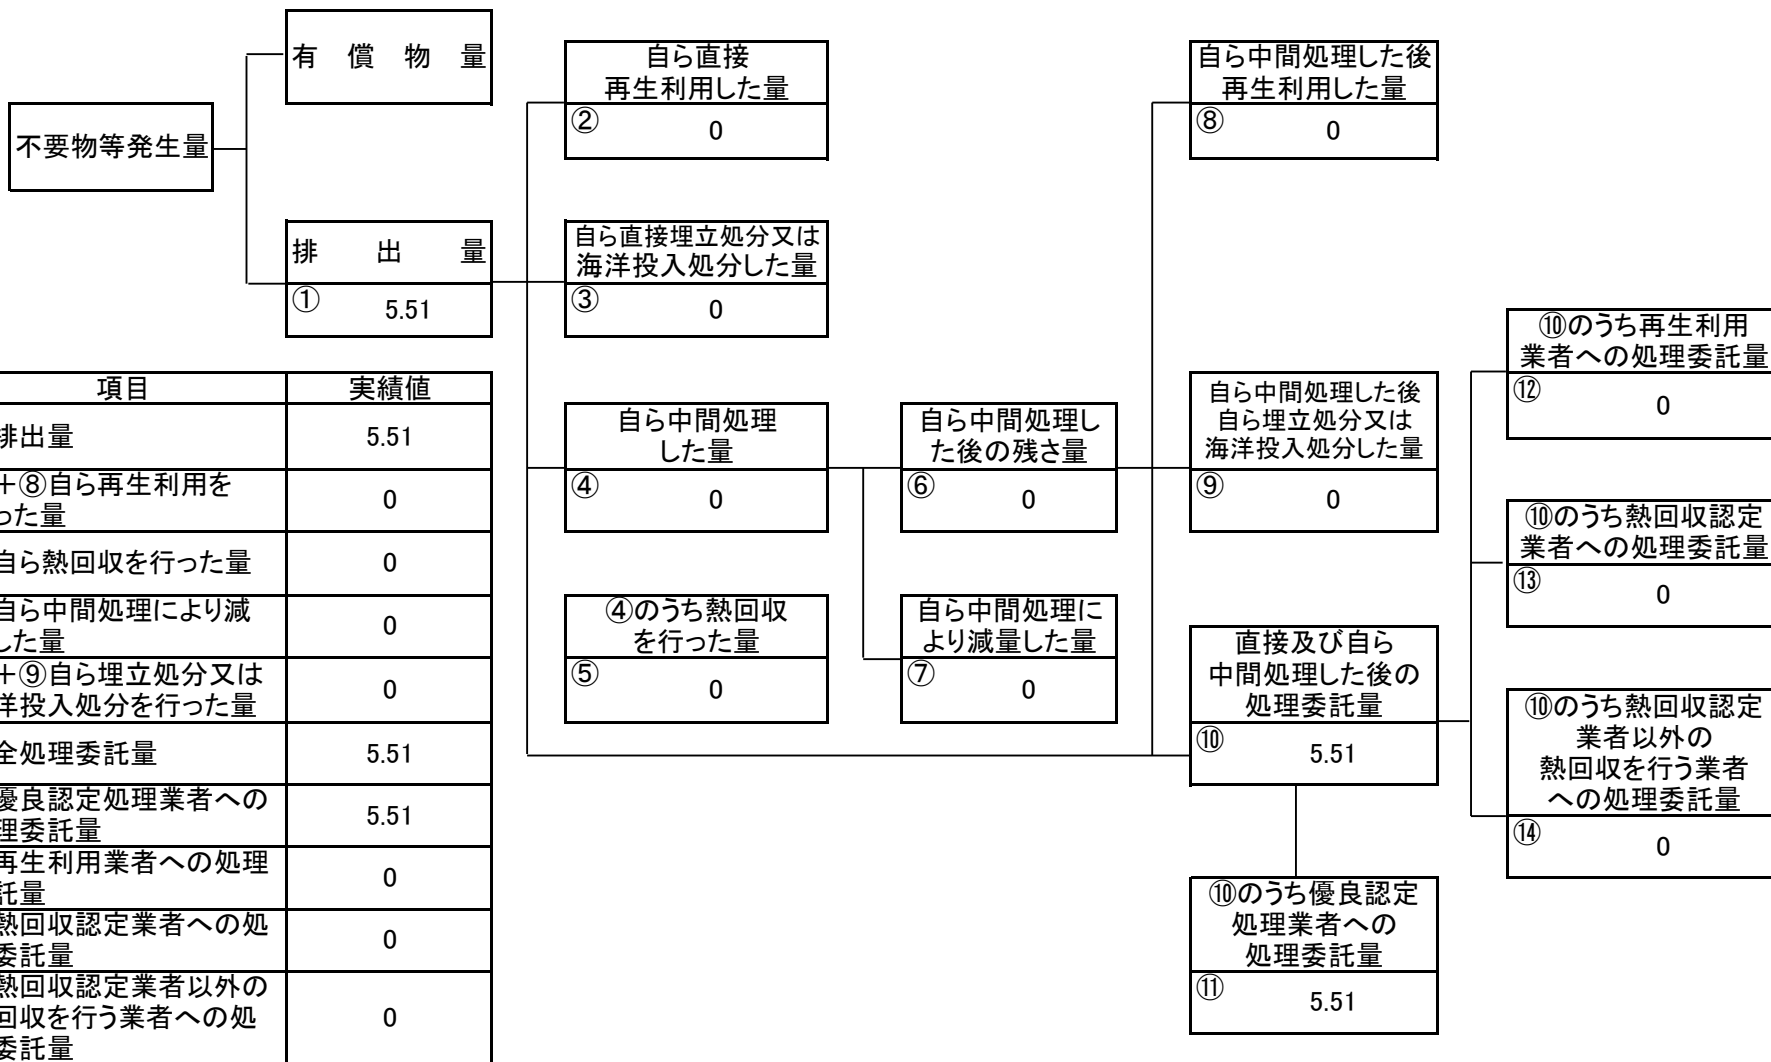 有償物量
不要物等発生量
排出量
① 5.51
自ら直接
再生利用した量
② 0
自ら直接埋立処分又は
海洋投入処分した量
③ 0
自ら中間処理
した量
④ 0
④のうち熱回収
を行った量
⑤ 0
自ら中間処理し
た後の残さ量
⑥ 0
自ら中間処理に
より減量した量
⑦ 0
自ら中間処理した後
再生利用した量
⑧ 0
自ら中間処理した後
自ら埋立処分又は
海洋投入処分した量
⑨ 0
直接及び自ら
中間処理した後の
処理委託量
⑩ 5.51
⑩のうち優良認定
処理業者への
処理委託量
⑪ 5.51
⑩のうち再生利用
業者への処理委託量
⑫ 0
⑩のうち熱回収認定
業者への処理委託量
⑬ 0
⑩のうち熱回収認定
業者以外の
熱回収を行う業者
への処理委託量
⑭ 0
項目 実績値
排出量 5.51
+⑧自ら再生利用を
った量 0
自ら熱回収を行った量 0
自ら中間処理により減
した量 0
+⑨自ら埋立処分又は
洋投入処分を行った量 0
全処理委託量 5.51
優良認定処理業者への
理委託量 5.51
再生利用業者への処理
託量 0
熱回収認定業者への処
委託量 0
熱回収認定業者以外の
回収を行う業者への処
委託量 0